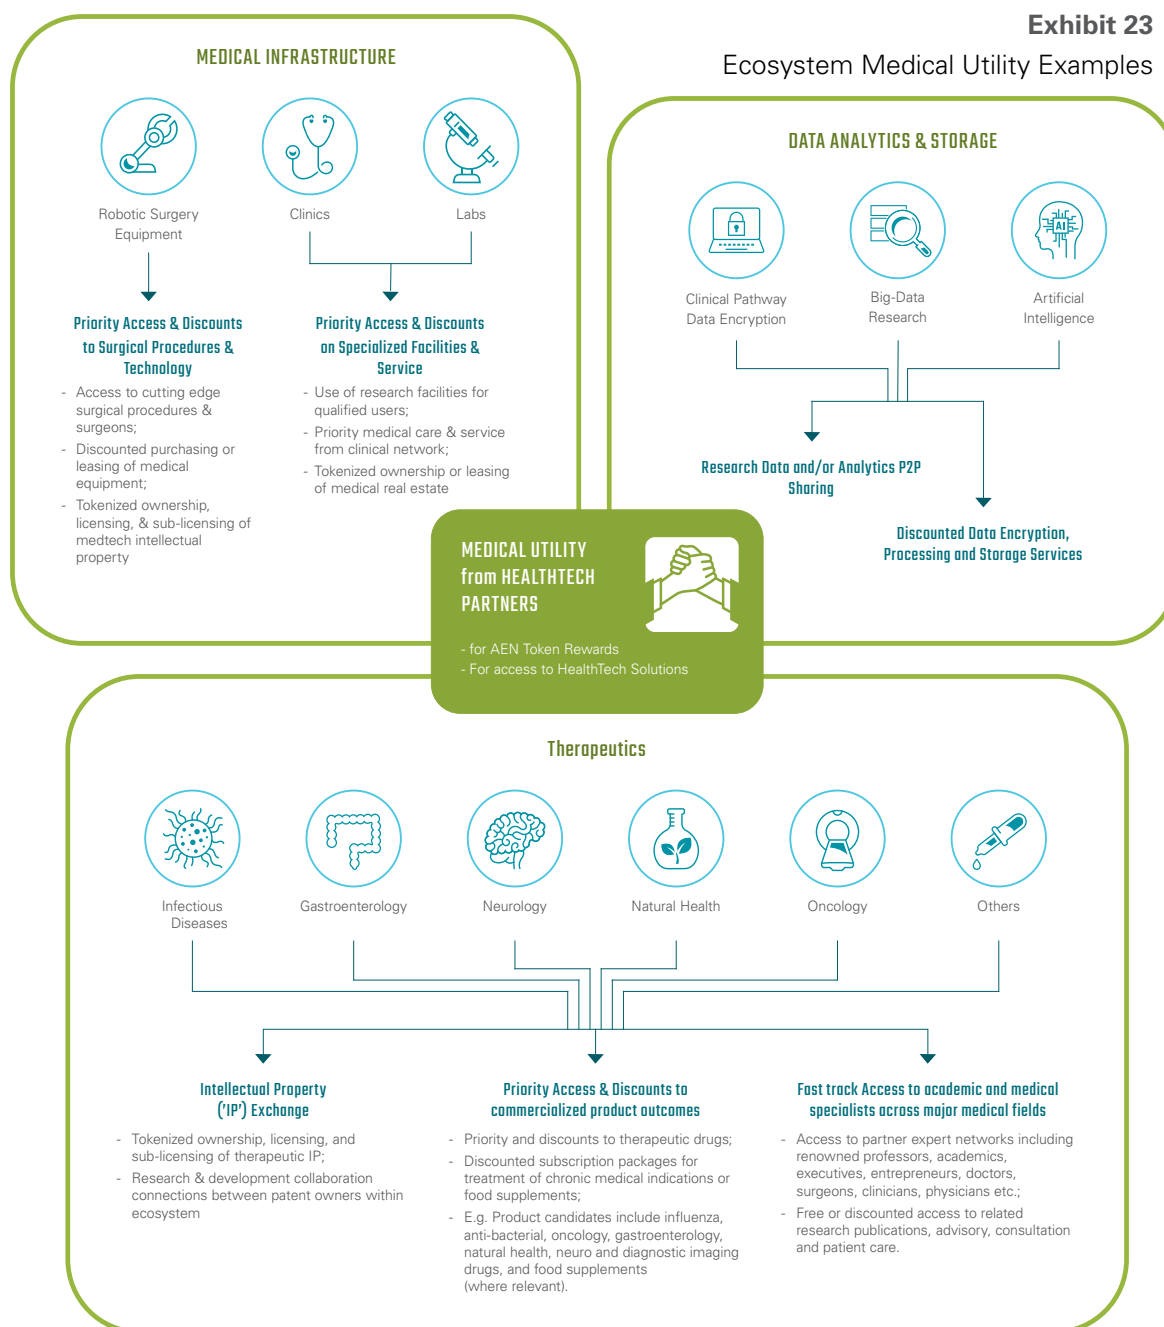 Exhibit 23
Ecosystem Medical Utility Examples
MEDICAL INFRASTRUCTURE
Robotic Surgery
Equipment
Clinics
Labs
Priority Access & Discounts
to Surgical Procedures &
Technology
- Access to cutting edge
surgical procedures &
surgeons;
- Discounted purchasing or
leasing of medical
equipment;
- Tokenized ownership,
licensing, & sub-licensing of
medtech intellectual
property
Priority Access & Discounts
on Specialized Facilities &
Service
- Use of research facilities for
qualified users;
- Priority medical care & service
from clinical network;
- Tokenized ownership or leasing
of medical real estate
DATA ANALYTICS & STORAGE
Clinical Pathway
Data Encryption
Big-Data
Research
AI
Artificial
Intelligence
Research Data and/or Analytics P2P
Sharing
Discounted Data Encryption,
Processing and Storage Services
MEDICAL UTILITY
from HEALTHTECH
PARTNERS
- for AEN Token Rewards
- For access to HealthTech Solutions
Therapeutics
Infectious
Diseases
Gastroenterology
Neurology
Natural Health
Oncology
Others
Intellectual Property
('IP') Exchange
- Tokenized ownership, licensing, and
sub-licensing of therapeutic IP;
- Research & development collaboration
connections between patent owners within
ecosystem
Priority Access & Discounts to
commercialized product outcomes
- Priority and discounts to therapeutic drugs;
- Discounted subscription packages for
treatment of chronic medical indications or
food supplements;
- E.g. Product candidates include influenza,
anti-bacterial, oncology, gastroenterology,
natural health, neuro and diagnostic imaging
drugs, and food supplements
(where relevant).
Fast track Access to academic and medical
specialists across major medical fields
- Access to partner expert networks including
renowned professors, academics,
executives, entrepreneurs, doctors,
surgeons, clinicians, physicians etc.;
- Free or discounted access to related
research publications, advisory, consultation
and patient care.